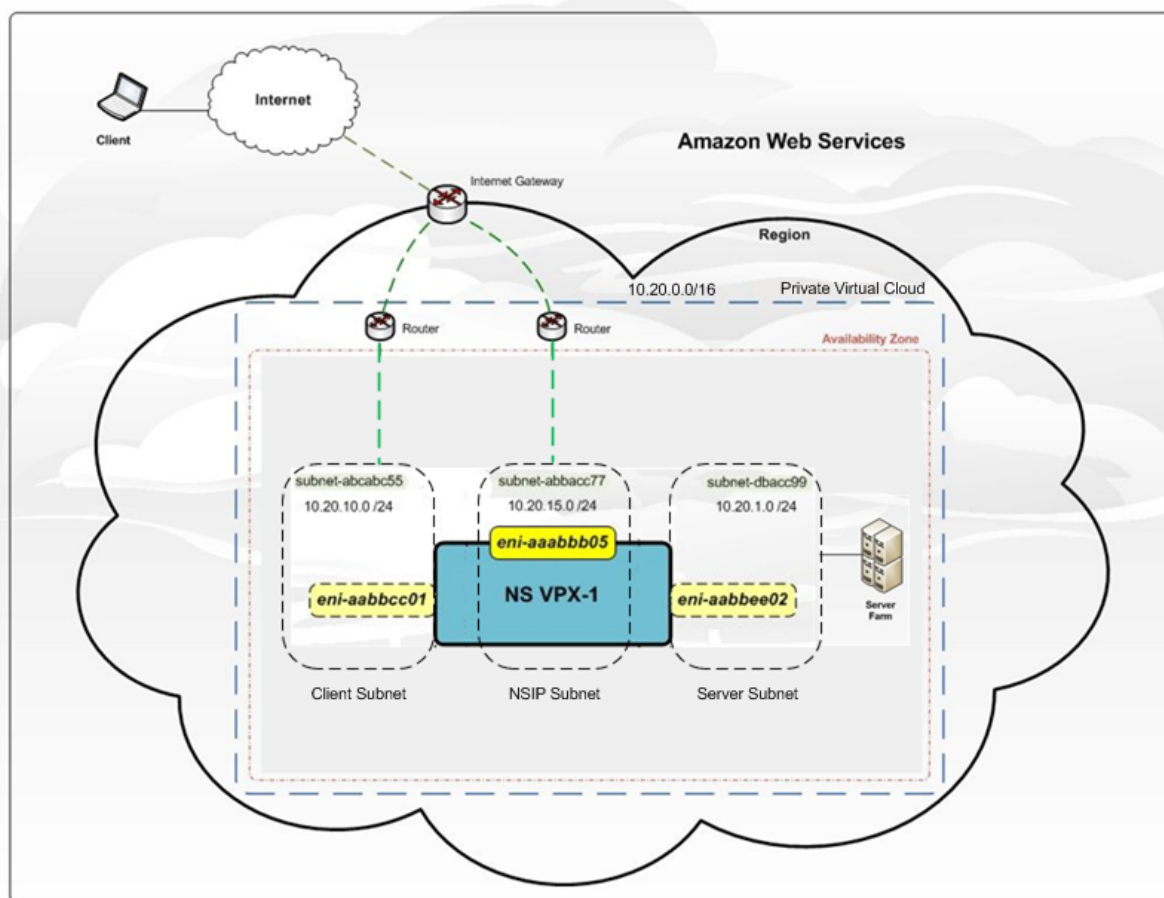 Internet
Client
Amazon Web Services
Internet Gateway
Region
10.20.0.0/16
Private Virtual Cloud
Router
Router
Availability Zone
subnet-abcabc55
subnet-abbacc77
subnet-dbacc99
10.20.10.0 /24
10.20.15.0 /24
10.20.1.0 /24
eni-aaabbb05
eni-aabbcc01
NS VPX-1
eni-aabbee02
Server
Farm
Client Subnet
NSIP Subnet
Server Subnet